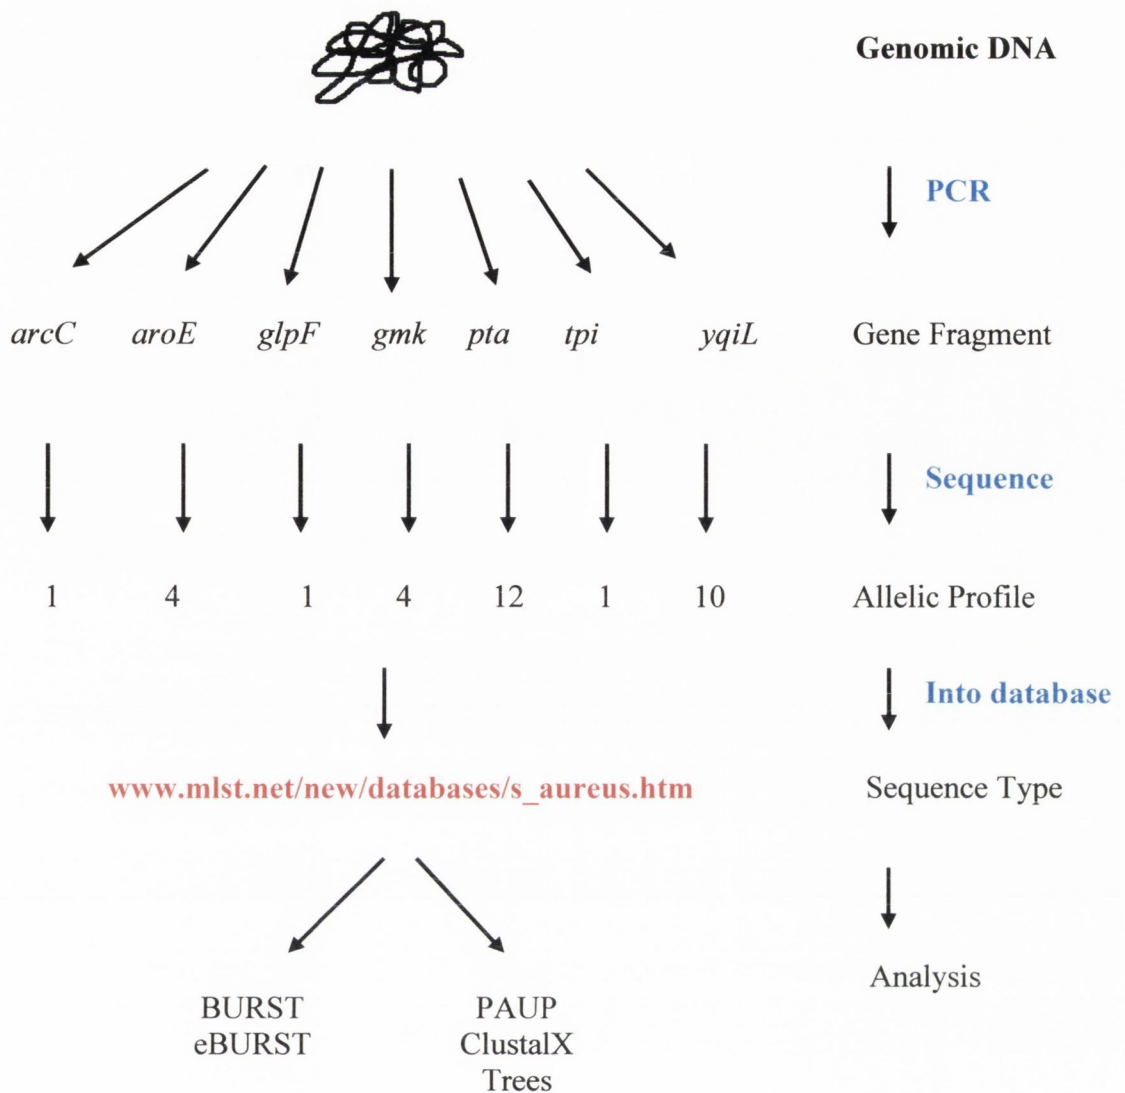 Genomic DNA
PCR
arcC aroE glpF gmk pta tpi yqiL Gene Fragment
Sequence
1 4 1 4 12 1 10 Allelic Profile
Into database
www.mlst.net/new/databases/s_aureus.htm Sequence Type
Analysis
BURST PAUP
eBURST ClustalX
Trees